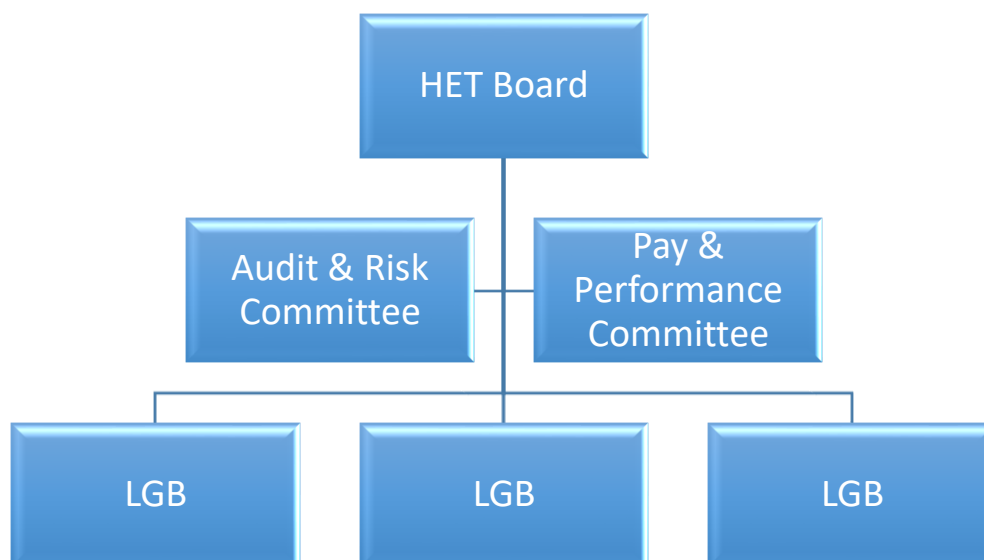 HET Board
Audit & Risk
Committee
Pay &
Performance
Committee
LGB
LGB
LGB